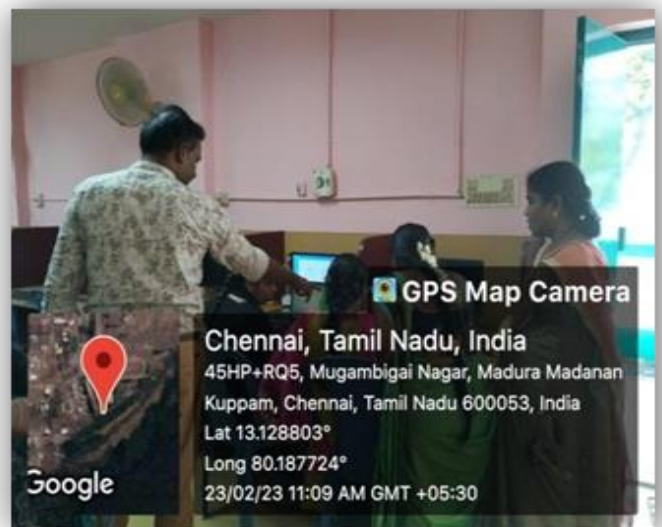 GPS Map Camera
Chennai, Tamil Nadu, India
45HP+RQ5, Mugambigai Nagar, Madura Madanan
Kuppam, Chennai, Tamil Nadu 600053, India
Lat 13.128803°
Long 80.187724°
23/02/23 11:09 AM GMT +05:30
Google